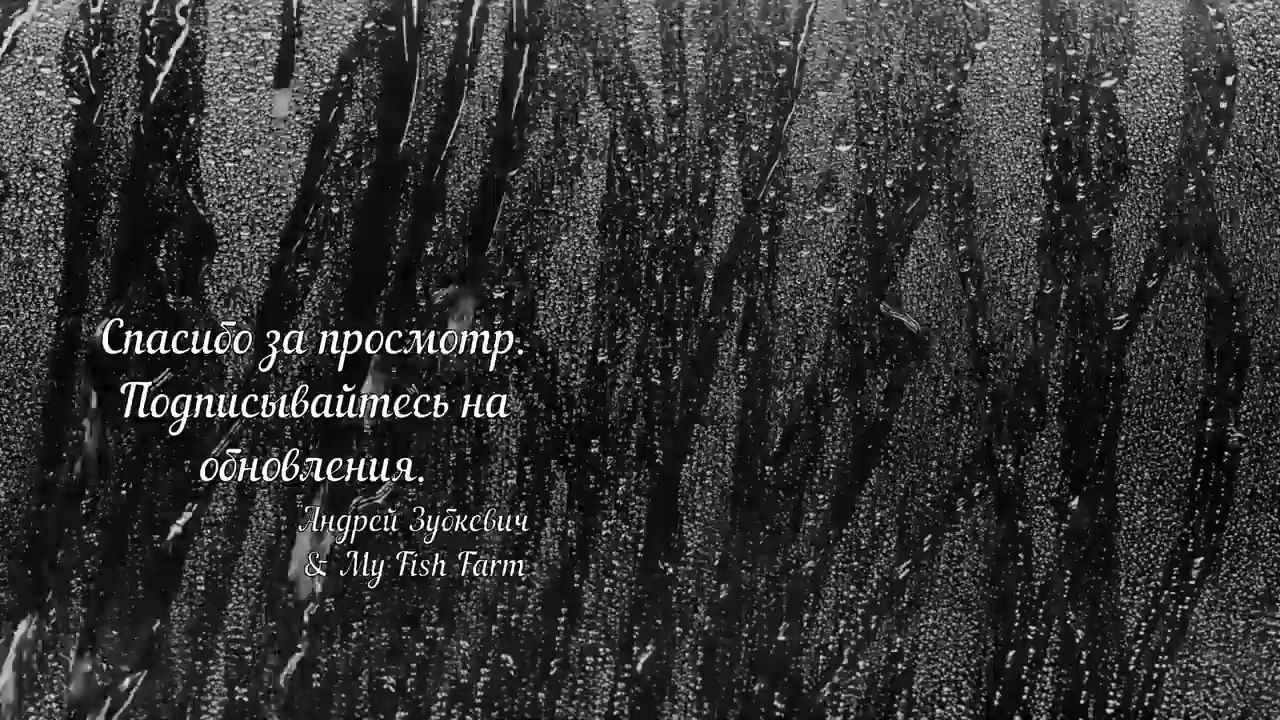 Спасибо за просмотр.
Подписывайтесь на
обновления.
Андрей Зубкевич
& My Fish Farm